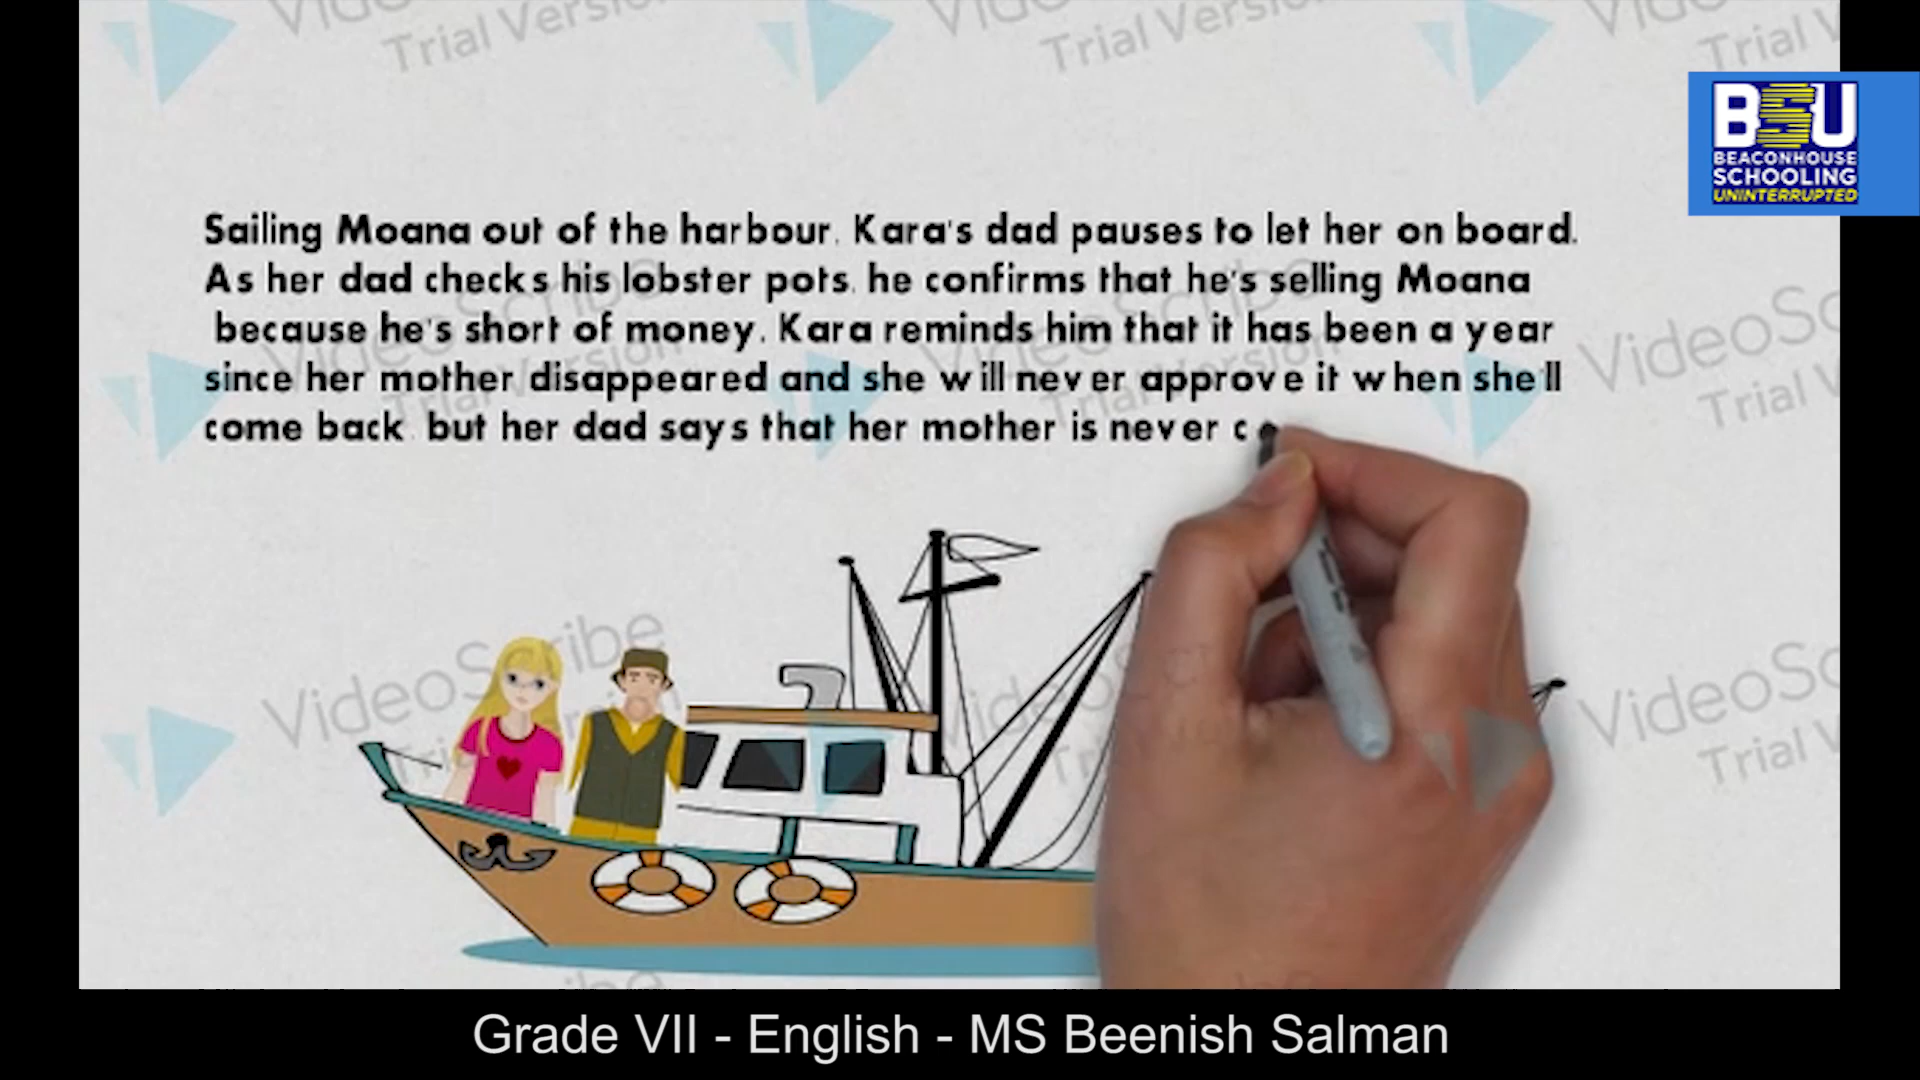 Sailing Moana out of the harbour. Kara's dad pauses to let her on board.
As her dad checks his lobster pots, he confirms that he's selling Moana
because he's short of money. Kara reminds him that it has been a year
since her mother disappeared and she will never approve it when she'll
come back, but her dad says that her mother is never c
BSU
BEACONHOUSE
SCHOOLING
UNINTERRUPTED
VideoScribe
Trial Version
Grade VII - English - MS Beenish Salman